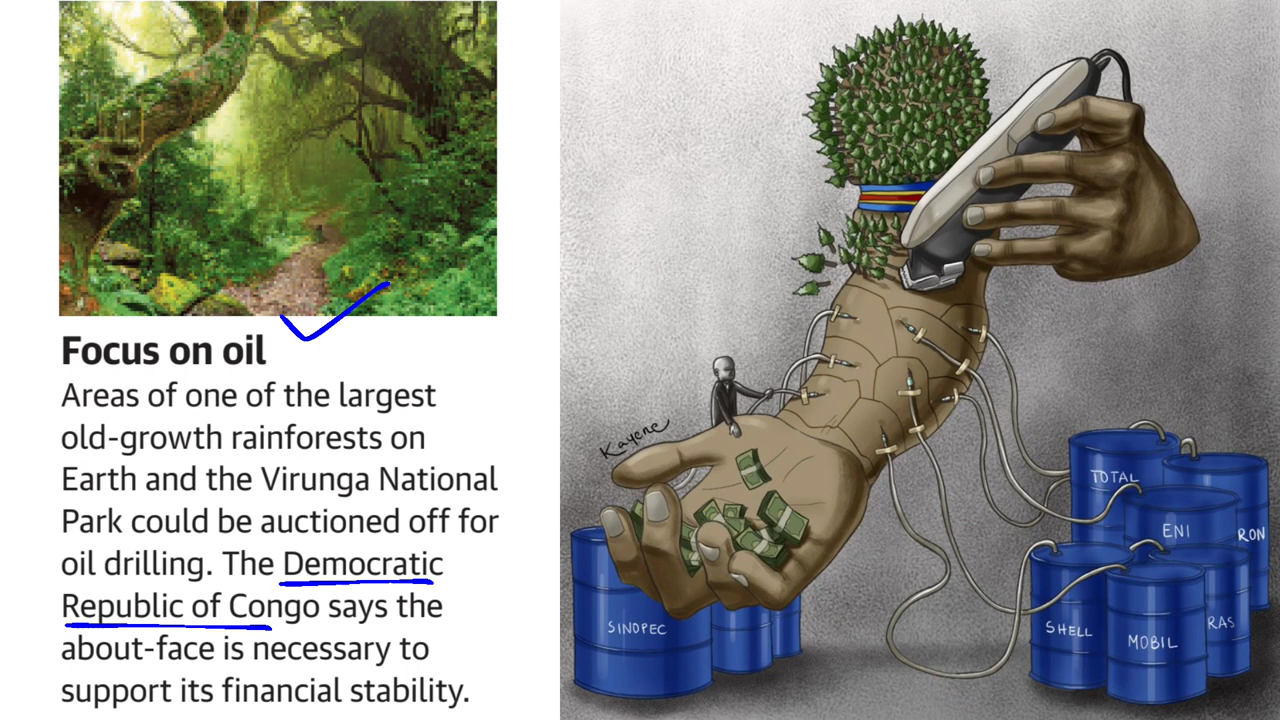 Focus on oil
Areas of one of the largest
old-growth rainforests on
Earth and the Virunga National
Park could be auctioned off for
oil drilling. The Democratic
Republic of Congo says the
about-face is necessary to
support its financial stability.
Kayene
TOTAL
ENI
RON
SHELL
MOBIL
RAS
SINOPEC